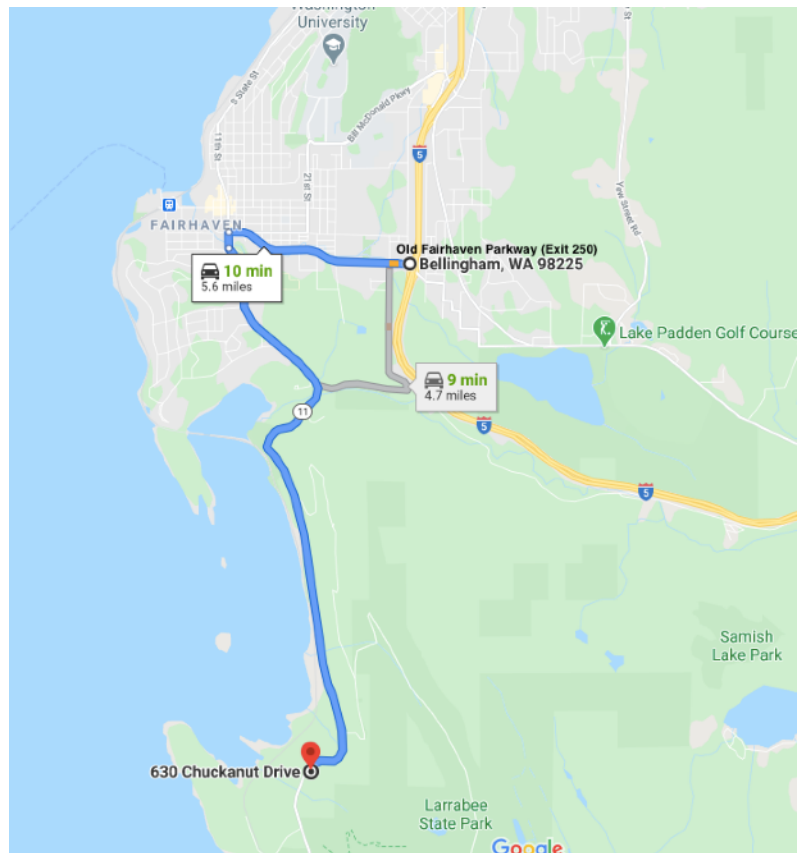 Washington
University
S State St
Bill McDonald Pkwy
11th St
21st St
5
Yew Street Rd
FAIRHAVEN
Old Fairhaven Parkway (Exit 250)
Bellingham, WA 98225
10 min
5.6 miles
Lake Padden Golf Course
9 min
4.7 miles
11
5
5
Samish
Lake Park
630 Chuckanut Drive
Larrabee
State Park
Google